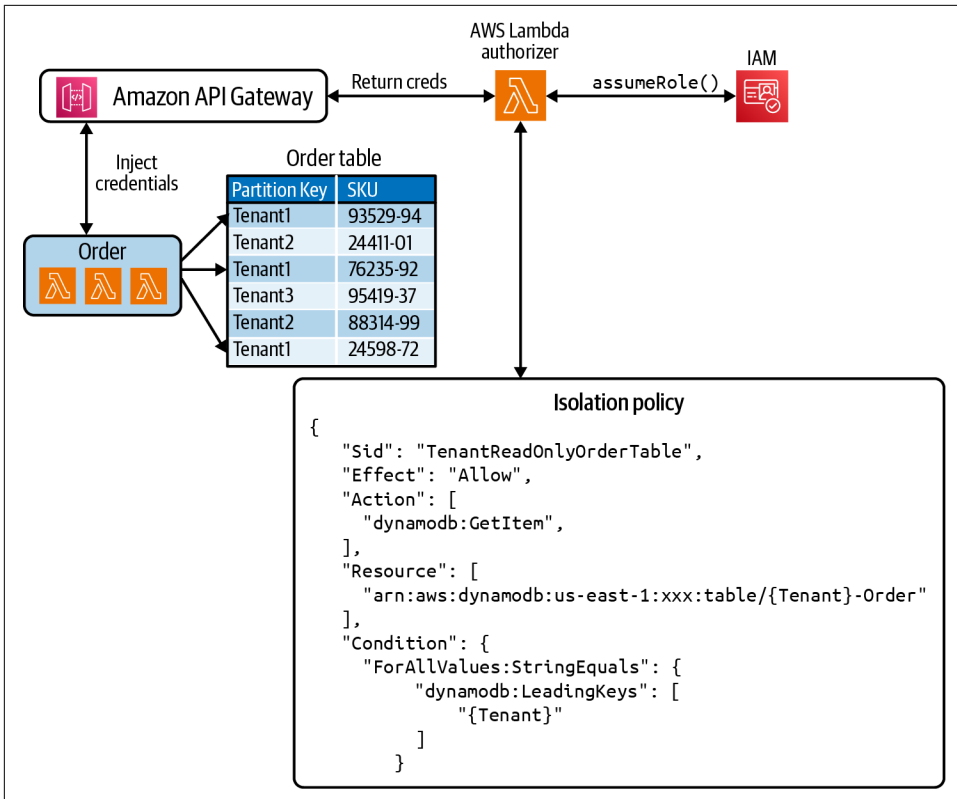 AWS Lambda
authorizer
IAM
Amazon API Gateway
Return creds
assumeRole()
Inject
credentials
Order table
Partition Key SKU
Tenant1 93529-94
Tenant2 24411-01
Tenant1 76235-92
Tenant3 95419-37
Tenant2 88314-99
Tenant1 24598-72
Order
Isolation policy
{
"Sid": "TenantReadOnlyOrderTable",
"Effect": "Allow",
"Action": [
"dynamodb:GetItem",
],
"Resource": [
"arn:aws:dynamodb:us-east-1:xxx:table/{Tenant}-Order"
],
"Condition": {
"ForAllValues:StringEquals": {
"dynamodb:LeadingKeys": [
"{Tenant}"
]
}